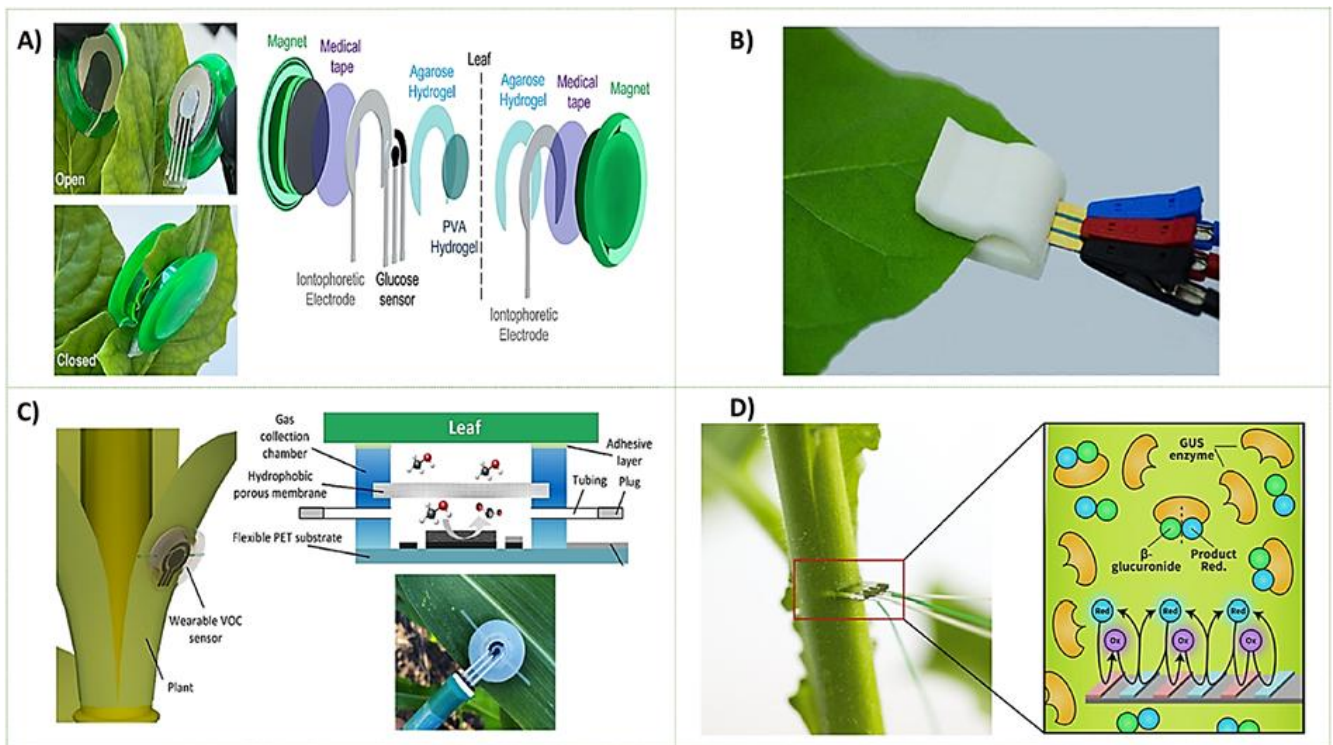 A)
Open
Closed
Magnet
Medical
tape
Agarose
Hydrogel
Leaf
Agarose
Hydrogel
Medical
tape
Magnet
PVA
Hydrogel
Iontophoretic
Electrode
Glucose
sensor
Iontophoretic
Electrode
B)
C)
Wearable VOC
sensor
Plant
Gas
collection
chamber
Leaf
Adhesive
layer
Hydrophobic
porous membrane
Tubing
Plug
Flexible PET substrate
D)
GUS
enzyme
β-
glucuronide
Product
Red.
Red
Red
Red
Ox
Ox
Ox